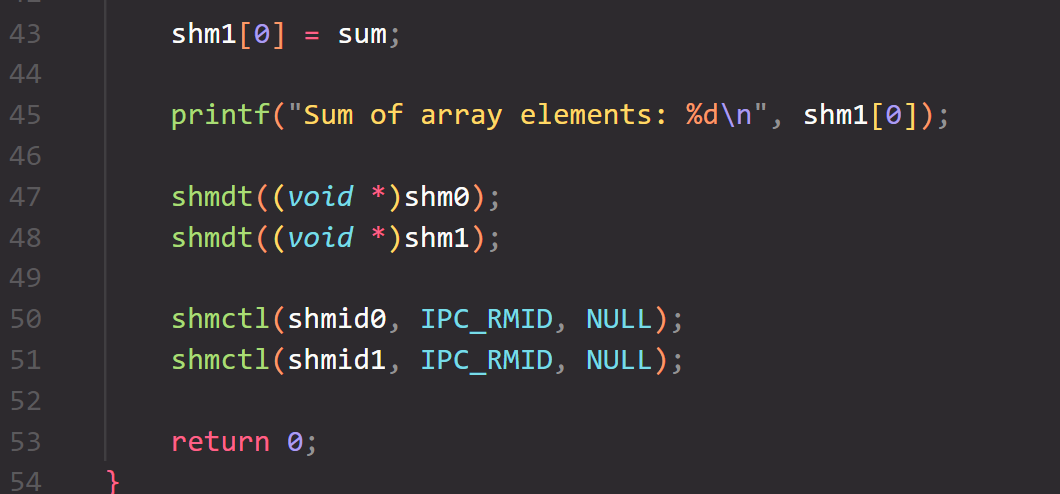 43 shm1[0] = sum;
44
45 printf("Sum of array elements: %d\n", shm1[0]);
46
47 shmdt((void *)shm0);
48 shmdt((void *)shm1);
49
50 shmctl(shmid0, IPC_RMID, NULL);
51 shmctl(shmid1, IPC_RMID, NULL);
52
53 return 0;
54 }